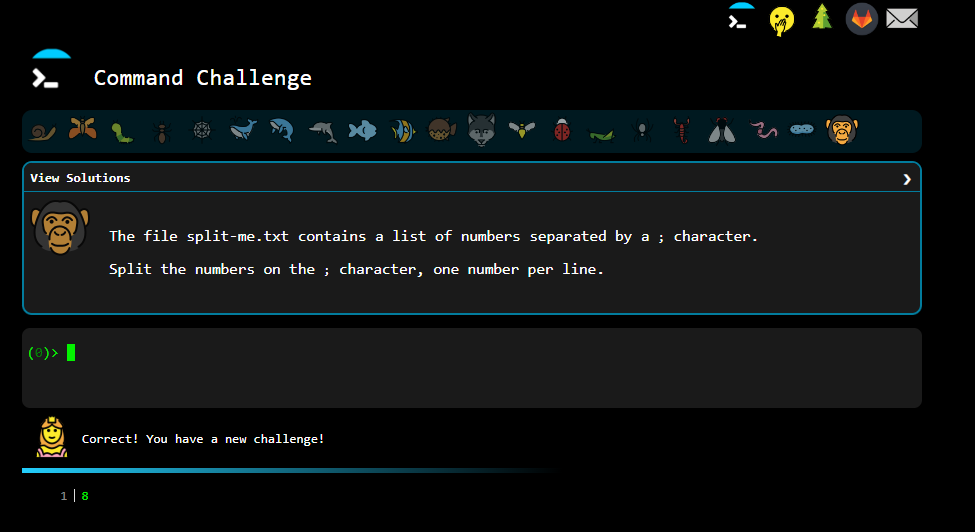 Command Challenge
View Solutions
The file split-me.txt contains a list of numbers separated by a ; character.
Split the numbers on the ; character, one number per line.
(0)>
Correct! You have a new challenge!
1 | 8